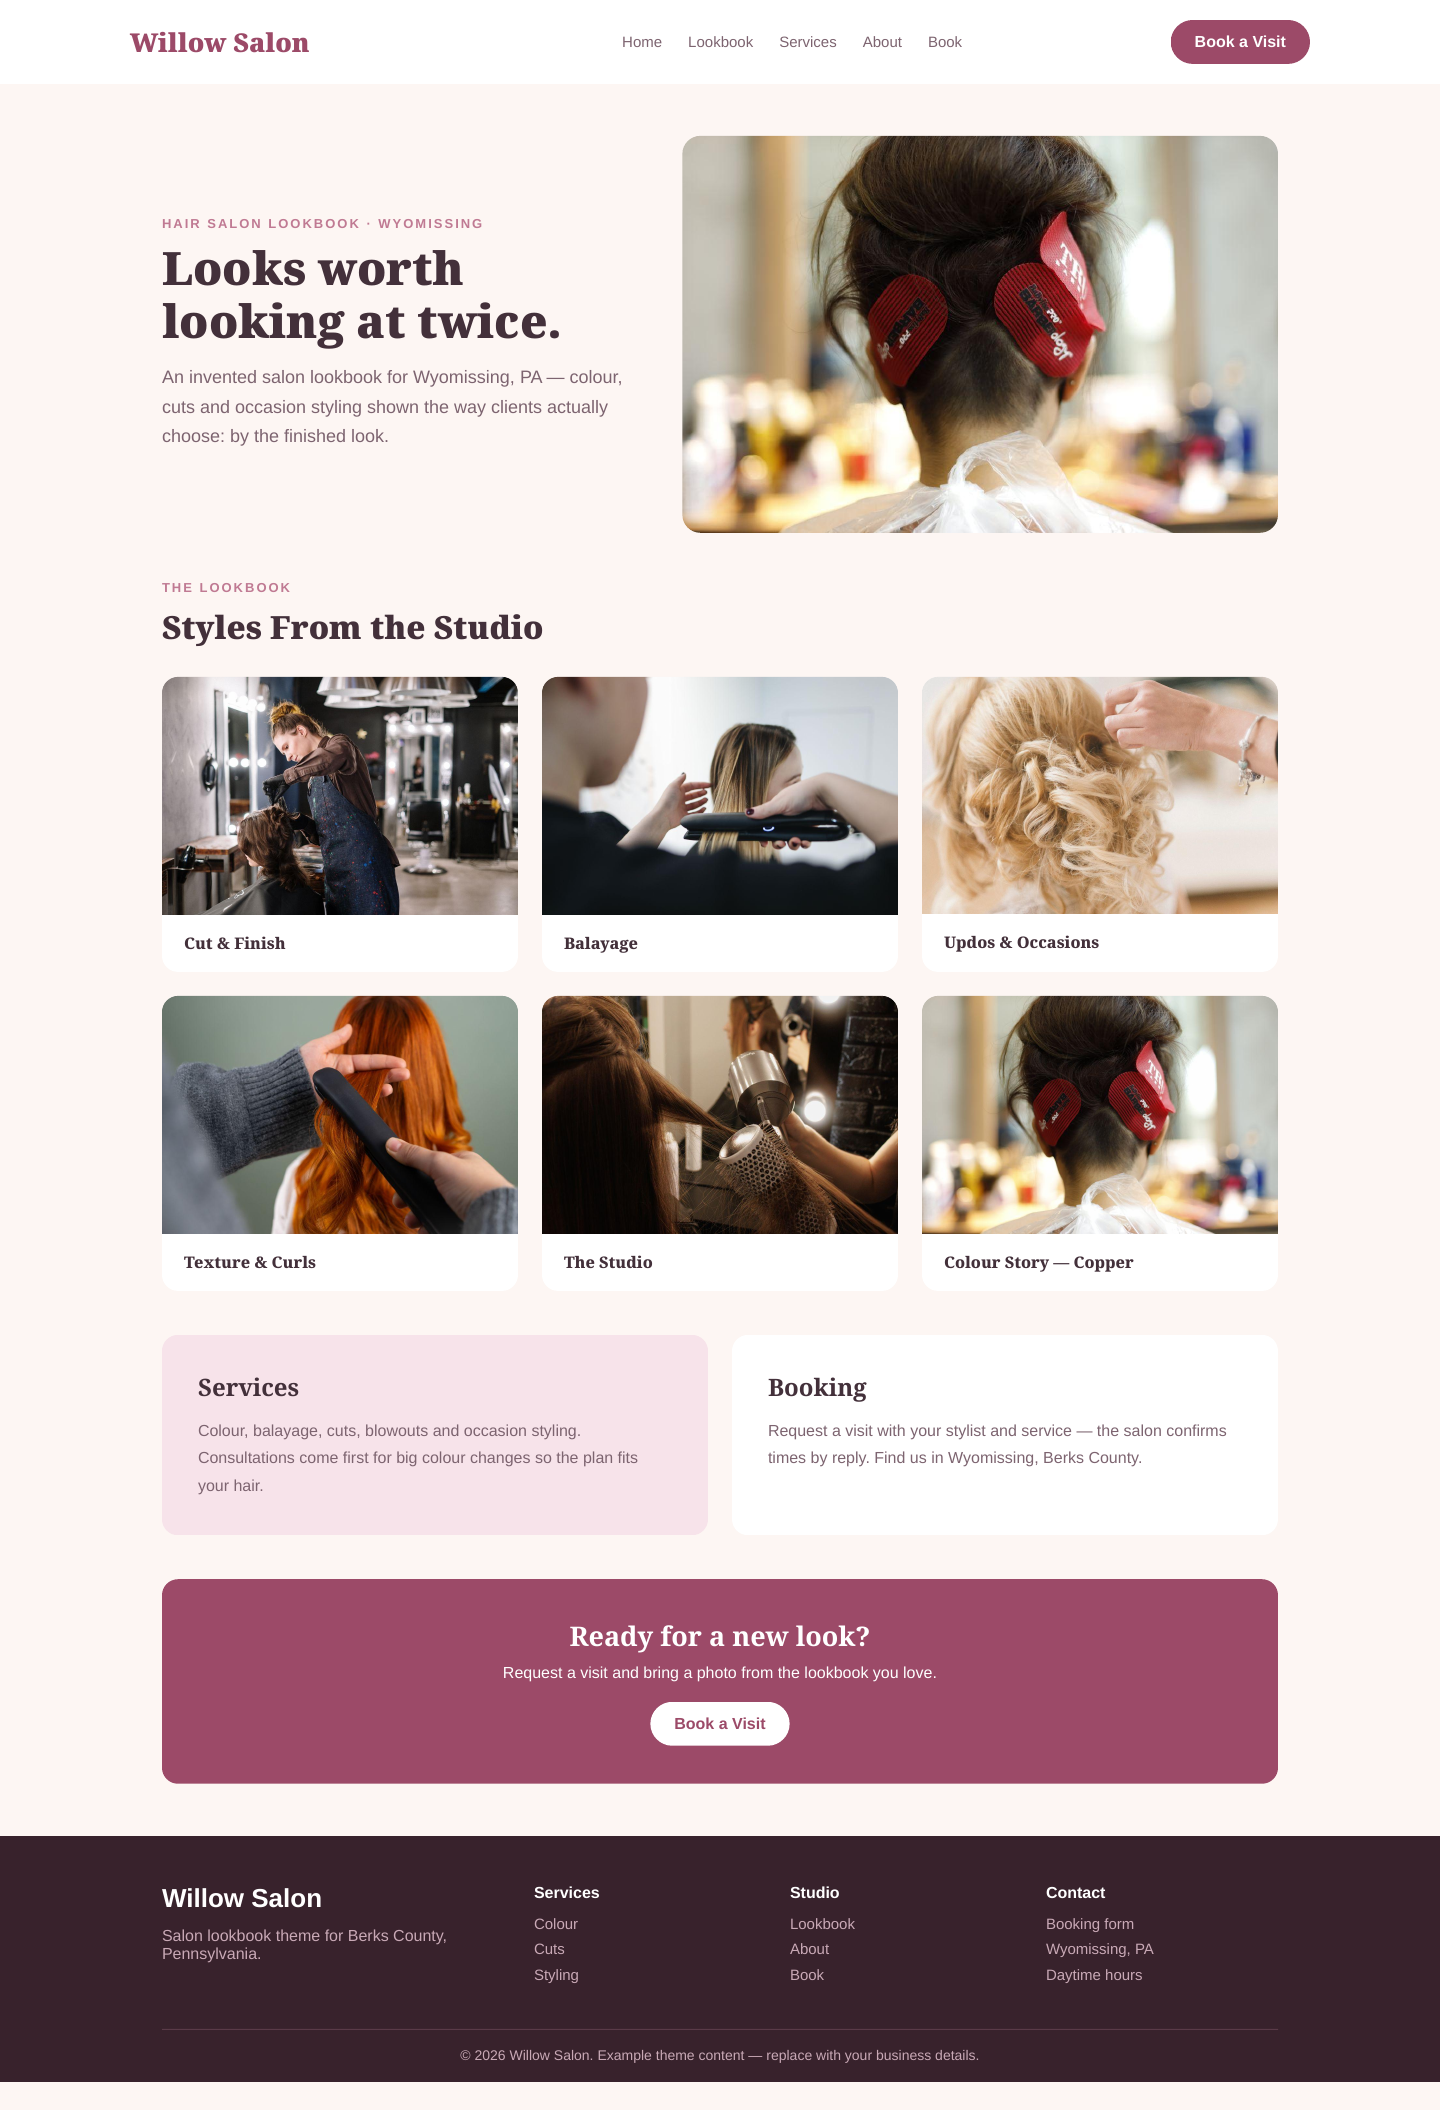 Willow Salon
Home Lookbook Services About Book
Book a Visit
HAIR SALON LOOKBOOK · WYOMISSING
Looks worth
looking at twice.
An invented salon lookbook for Wyomissing, PA — colour,
cuts and occasion styling shown the way clients actually
choose: by the finished look.
THE LOOKBOOK
Styles From the Studio
Cut & Finish
Balayage
Updos & Occasions
Texture & Curls
The Studio
Colour Story — Copper
Services
Colour, balayage, cuts, blowouts and occasion styling.
Consultations come first for big colour changes so the plan fits
your hair.
Booking
Request a visit with your stylist and service — the salon confirms
times by reply. Find us in Wyomissing, Berks County.
Ready for a new look?
Request a visit and bring a photo from the lookbook you love.
Book a Visit
Willow Salon
Salon lookbook theme for Berks County,
Pennsylvania.
Services
Colour
Cuts
Styling
Studio
Lookbook
About
Book
Contact
Booking form
Wyomissing, PA
Daytime hours
© 2026 Willow Salon. Example theme content — replace with your business details.